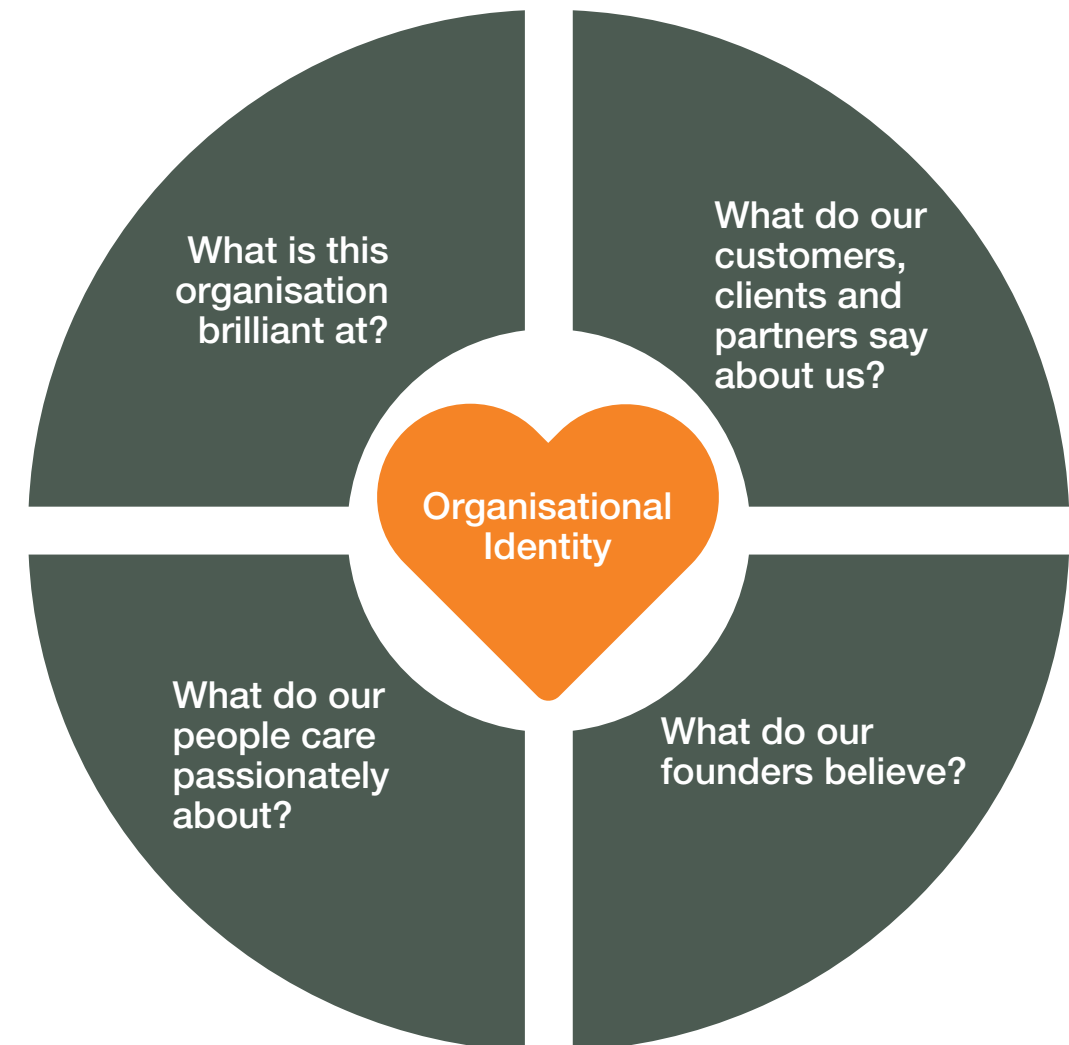 What is this
organisation
brilliant at?
What do our
customers,
clients and
partners say
about us?
Organisational
Identity
What do our
people care
passionately
about?
What do our
founders believe?